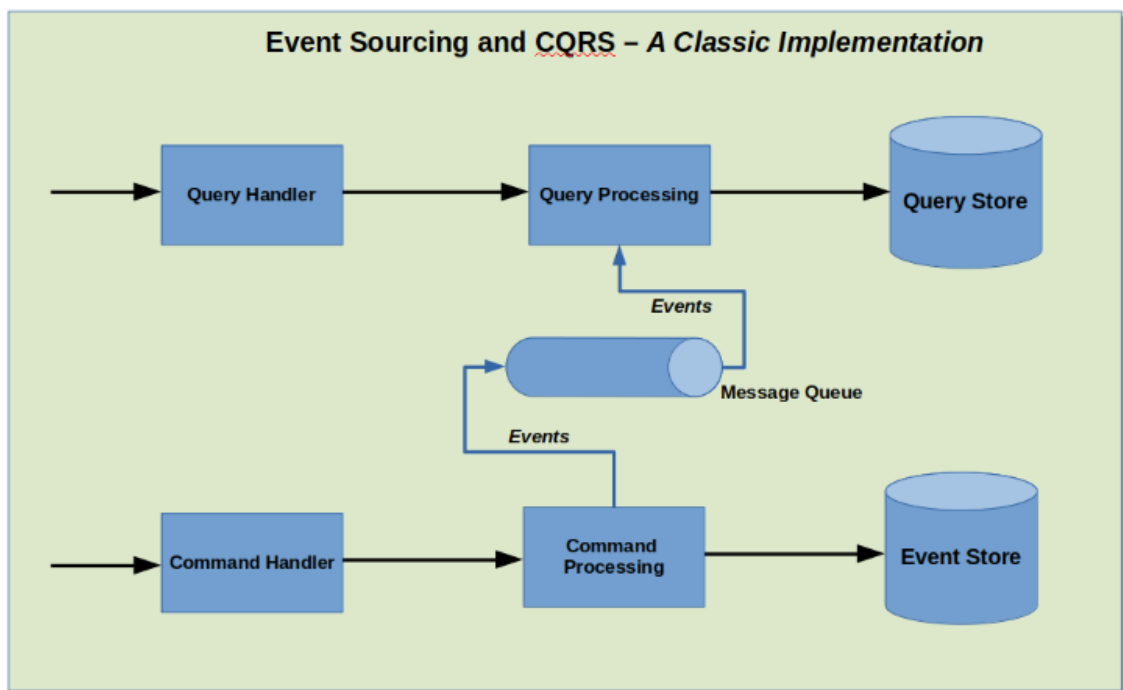 Event Sourcing and CQRS – A Classic Implementation
Query Handler
Query Processing
Query Store
Events
Message Queue
Events
Command Handler
Command
Processing
Event Store